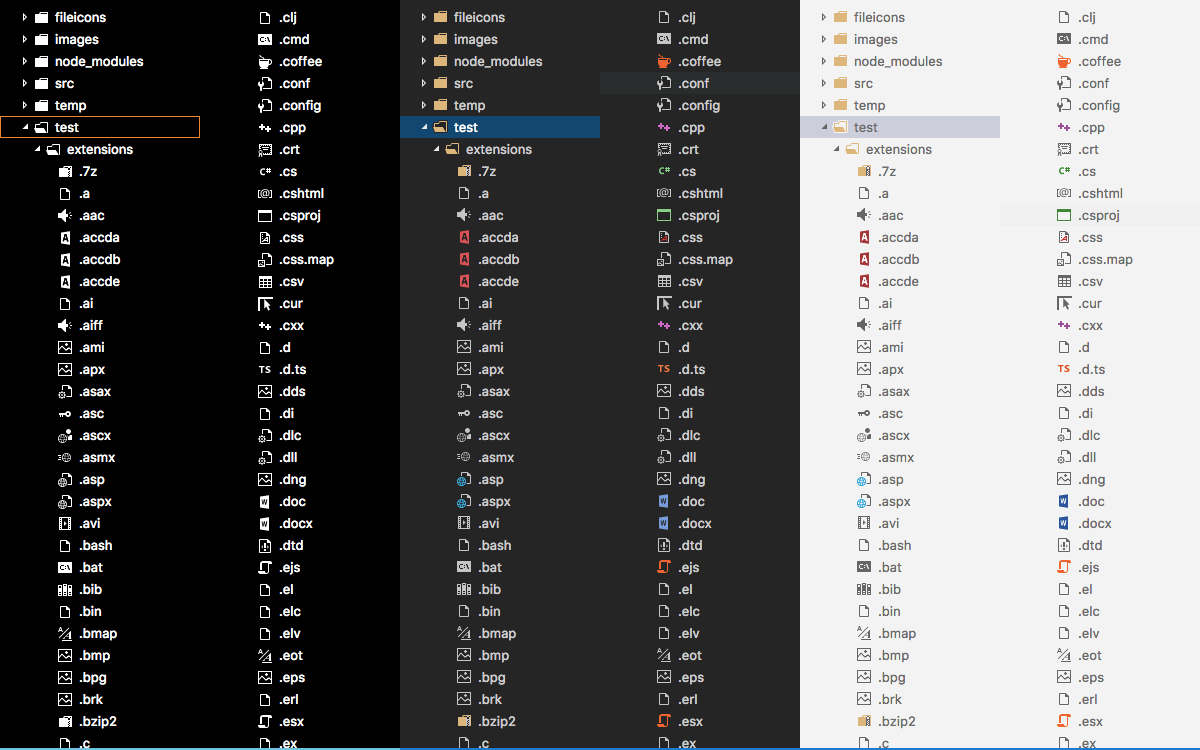 fileicons
images
node_modules
src
temp
test
extensions
.7z
.a
.aac
A .accda
A .accdb
A .accde
.ai
.aiff
.ami
.apx
.asax
.asc
.ascx
.asmx
.asp
.aspx
.avi
.bash
C:\ .bat
.bib
.bin
.bmap
.bmp
.bpg
.brk
.bzip2
.c
.clj
C:\ .cmd
.coffee
.conf
.config
.cpp
.crt
C# .cs
[@] .cshtml
.csproj
.css
.css.map
.csv
.cur
.cxx
.d
TS .d.ts
.dds
.di
.dlc
.dll
.dng
W .doc
W .docx
.dtd
.ejs
.el
.elc
.elv
.eot
.eps
.erl
.esx
.ex
fileicons
images
node_modules
src
temp
test
extensions
.7z
.a
.aac
A .accda
A .accdb
A .accde
.ai
.aiff
.ami
.apx
.asax
.asc
.ascx
.asmx
.asp
.aspx
.avi
.bash
C:\ .bat
.bib
.bin
.bmap
.bmp
.bpg
.brk
.bzip2
.c
.clj
C:\ .cmd
.coffee
.conf
.config
.cpp
.crt
C# .cs
[@] .cshtml
.csproj
.css
.css.map
.csv
.cur
.cxx
.d
TS .d.ts
.dds
.di
.dlc
.dll
.dng
W .doc
W .docx
.dtd
.ejs
.el
.elc
.elv
.eot
.eps
.erl
.esx
.ex
fileicons
images
node_modules
src
temp
test
extensions
.7z
.a
.aac
A .accda
A .accdb
A .accde
.ai
.aiff
.ami
.apx
.asax
.asc
.ascx
.asmx
.asp
.aspx
.avi
.bash
C:\ .bat
.bib
.bin
.bmap
.bmp
.bpg
.brk
.bzip2
.c
.clj
C:\ .cmd
.coffee
.conf
.config
.cpp
.crt
C# .cs
[@] .cshtml
.csproj
.css
.css.map
.csv
.cur
.cxx
.d
TS .d.ts
.dds
.di
.dlc
.dll
.dng
W .doc
W .docx
.dtd
.ejs
.el
.elc
.elv
.eot
.eps
.erl
.esx
.ex